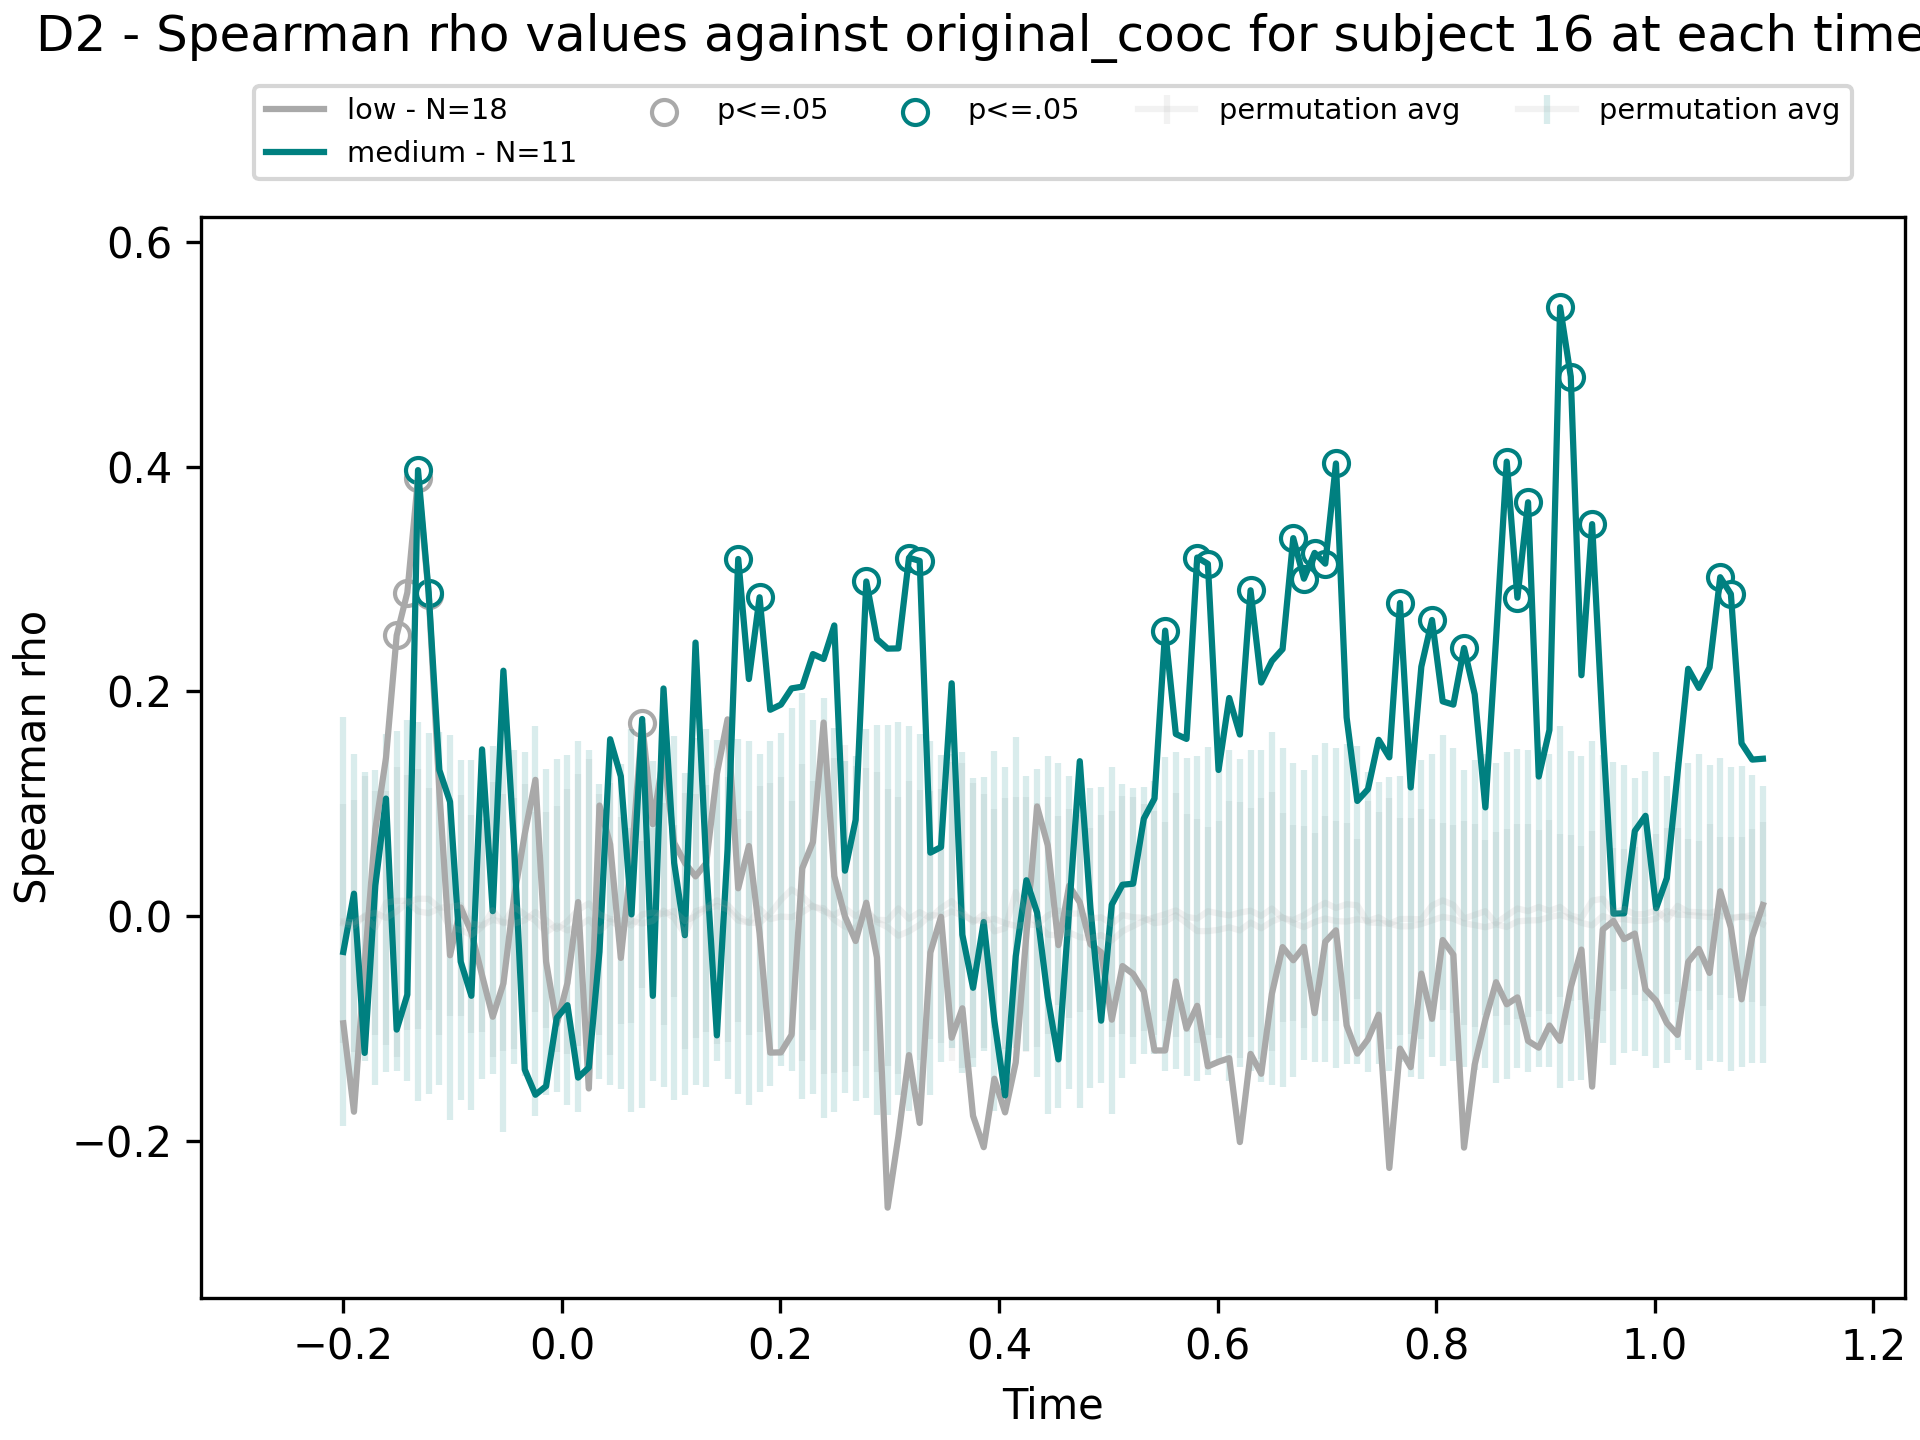 D2 - Spearman rho values against original_cooc for subject 16 at each time
low - N=18
medium - N=11
p<=.05
p<=.05
permutation avg
permutation avg
Spearman rho
0.6
0.4
0.2
0.0
−0.2
−0.2 0.0 0.2 0.4 0.6 0.8 1.0 1.2
Time